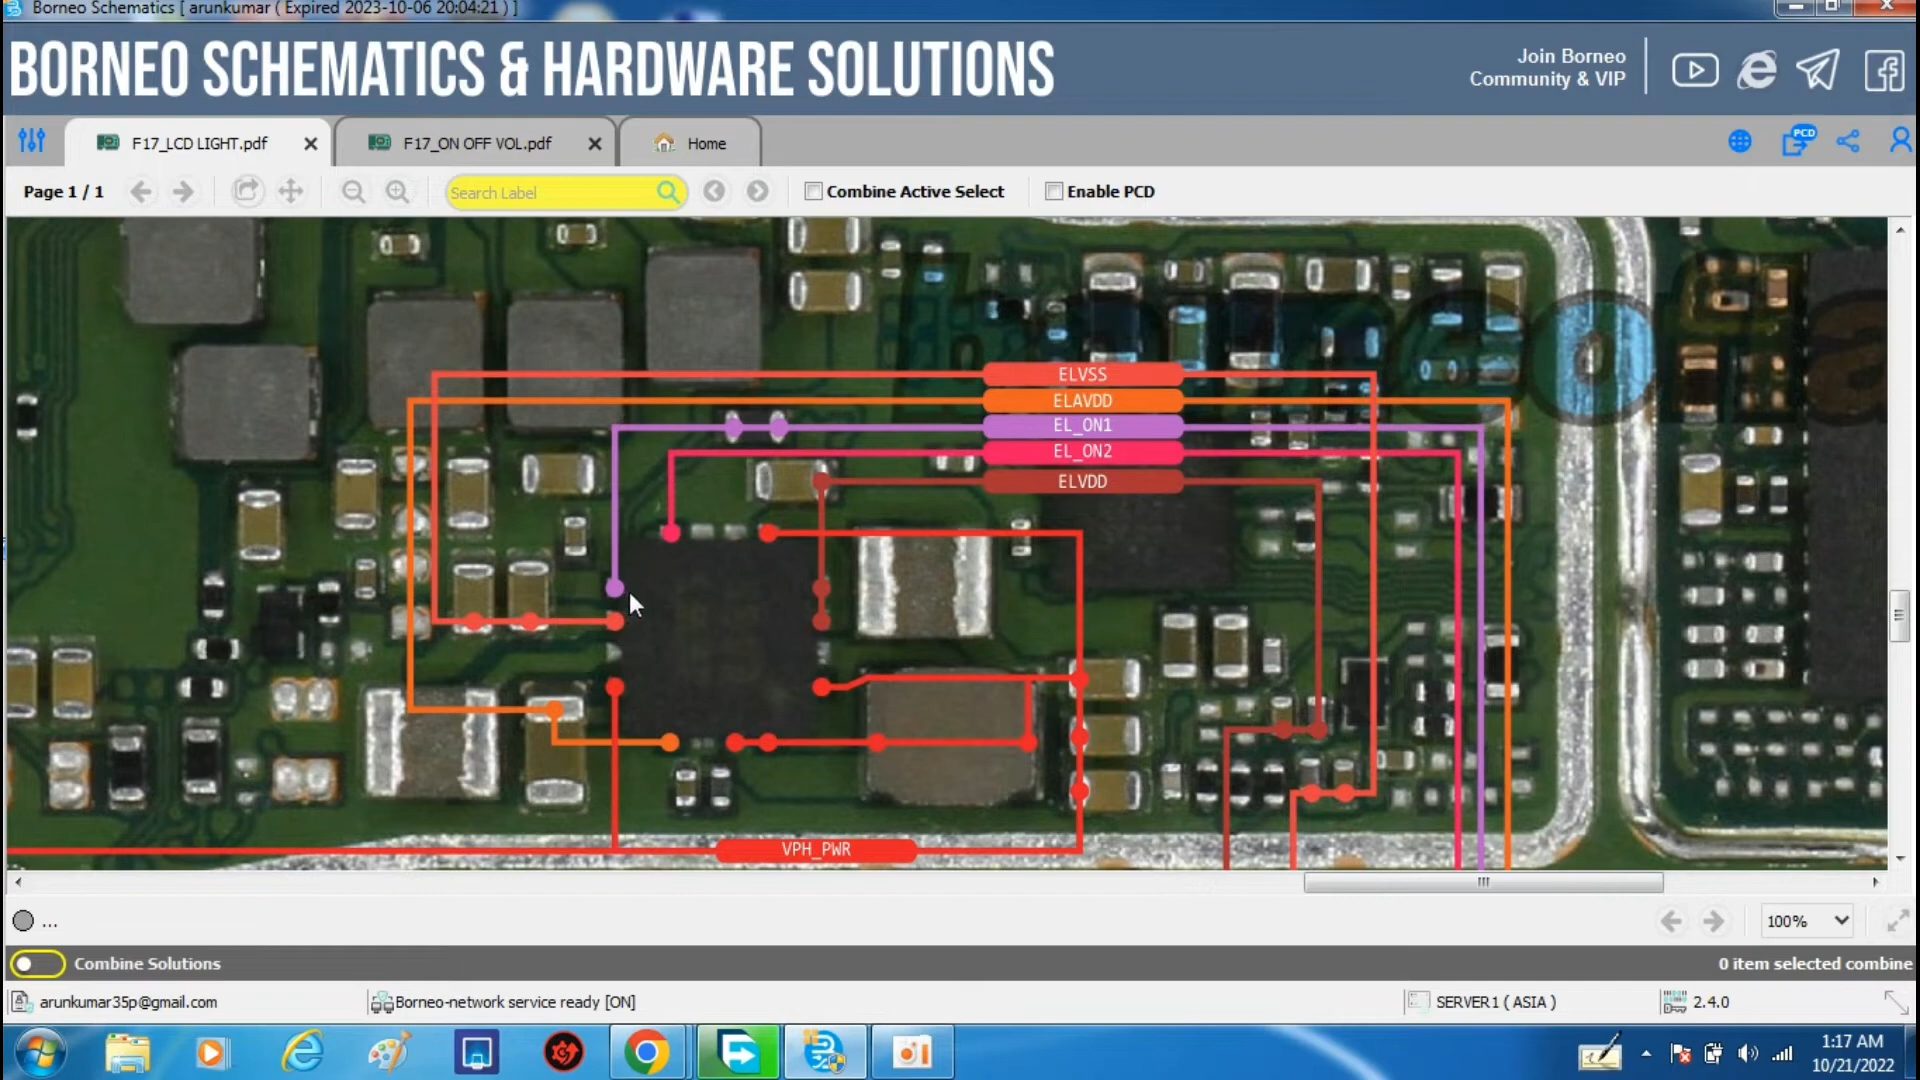 Borneo Schematics [ arunkumar ( Expired 2023-10-06 20:04:21 ) ]
BORNEO SCHEMATICS & HARDWARE SOLUTIONS
Join Borneo
Community & VIP
F17_LCD LIGHT.pdf
F17_ON OFF VOL.pdf
Home
PCD
Page 1 / 1
Search Label
Combine Active Select
Enable PCD
ELVSS
ELAVDD
EL_ON1
EL_ON2
ELVDD
VPH_PWR
...
100%
Combine Solutions
0 item selected combine
arunkumar35p@gmail.com
Borneo-network service ready [ON]
SERVER1 ( ASIA )
2.4.0
1:17 AM
10/21/2022